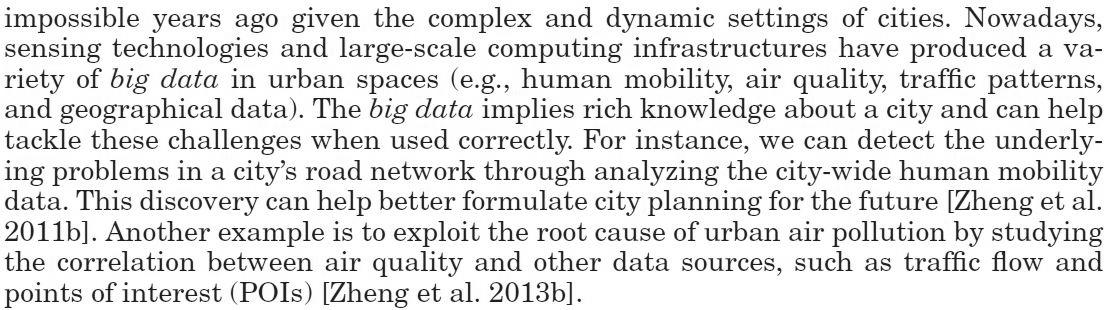 impossible years ago given the complex and dynamic settings of cities. Nowadays,
sensing technologies and large-scale computing infrastructures have produced a va-
riety of big data in urban spaces (e.g., human mobility, air quality, traffic patterns,
and geographical data). The big data implies rich knowledge about a city and can help
tackle these challenges when used correctly. For instance, we can detect the underly-
ing problems in a city's road network through analyzing the city-wide human mobility
data. This discovery can help better formulate city planning for the future [Zheng et al.
2011b]. Another example is to exploit the root cause of urban air pollution by studying
the correlation between air quality and other data sources, such as traffic flow and
points of interest (POIs) [Zheng et al. 2013b].